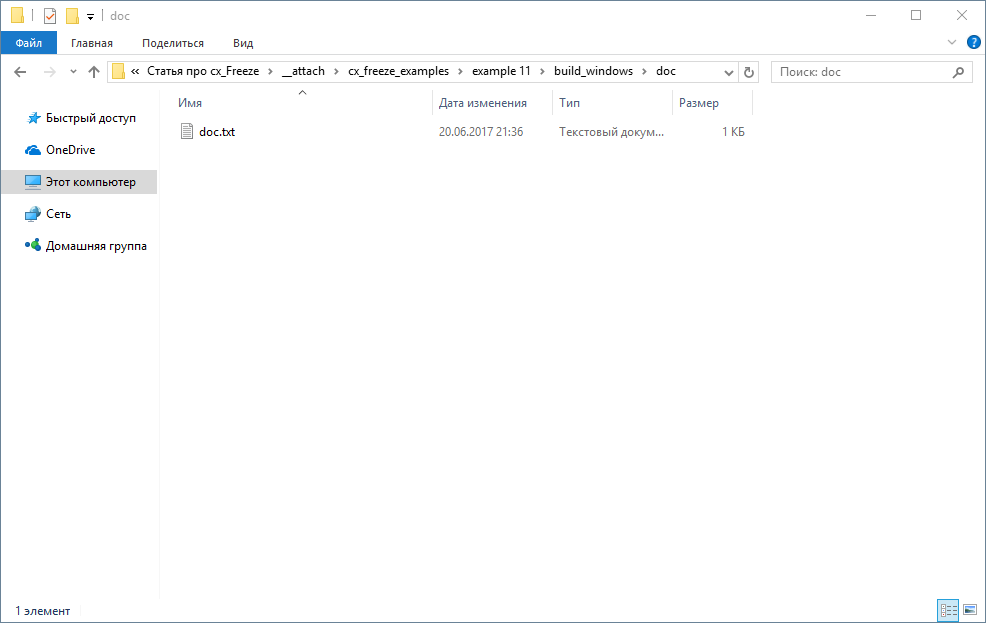 doc
Файл Главная Поделиться Вид ?
« Статья про cx_Freeze › __attach › cx_freeze_examples › example 11 › build_windows › doc
Поиск: doc
Имя Дата изменения Тип Размер
doc.txt 20.06.2017 21:36 Текстовый докум... 1 КБ
Быстрый доступ
OneDrive
Этот компьютер
Сеть
Домашняя группа
1 элемент